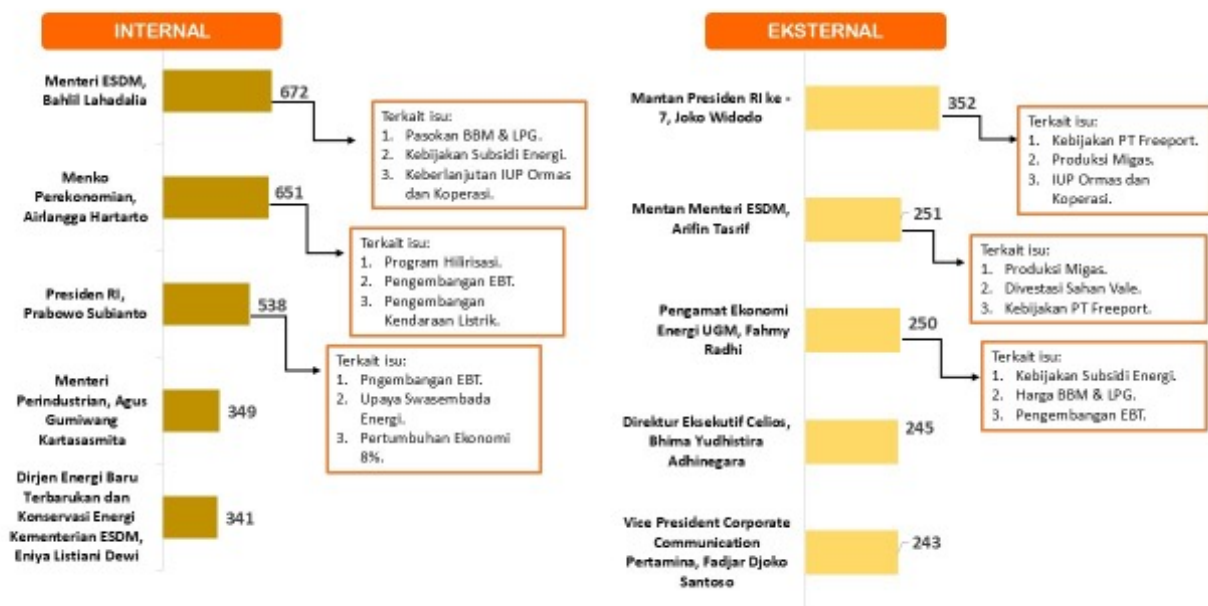 INTERNAL
Menteri ESDM,
Bahlil Lahadalia
672
Terkait isu:
1. Pasokan BBM & LPG.
2. Kebijakan Subsidi Energi.
3. Keberlanjutan IUP Ormas
dan Koperasi.
Menko
Perekonomian,
Airlangga Hartarto
651
Terkait isu:
1. Program Hilirisasi.
2. Pengembangan EBT.
3. Pengembangan
Kendaraan Listrik.
Presiden RI,
Prabowo Subianto
538
Terkait isu:
1. Pngembangan EBT.
2. Upaya Swasembada
Energi.
3. Pertumbuhan Ekonomi
8%.
Menteri
Perindustrian, Agus
Gumiwang
Kartasasmita
349
Dirjen Energi Baru
Terbarukan dan
Konservasi Energi
Kementerian ESDM,
Eniya Listiani Dewi
341
EKSTERNAL
Mantan Presiden RI ke -
7, Joko Widodo
352
Terkait isu:
1. Kebijakan PT Freeport.
2. Produksi Migas.
3. IUP Ormas dan
Koperasi.
Mentan Menteri ESDM,
Arifin Tasrif
251
Terkait isu:
1. Produksi Migas.
2. Divestasi Sahan Vale.
3. Kebijakan PT Freeport.
Pengamat Ekonomi
Energi UGM, Fahmy
Radhi
250
Terkait isu:
1. Kebijakan Subsidi Energi.
2. Harga BBM & LPG.
3. Pengembangan EBT.
Direktur Eksekutif Celios,
Bhima Yudhistira
Adhinegara
245
Vice President Corporate
Communication
Pertamina, Fadjar Djoko
Santoso
243